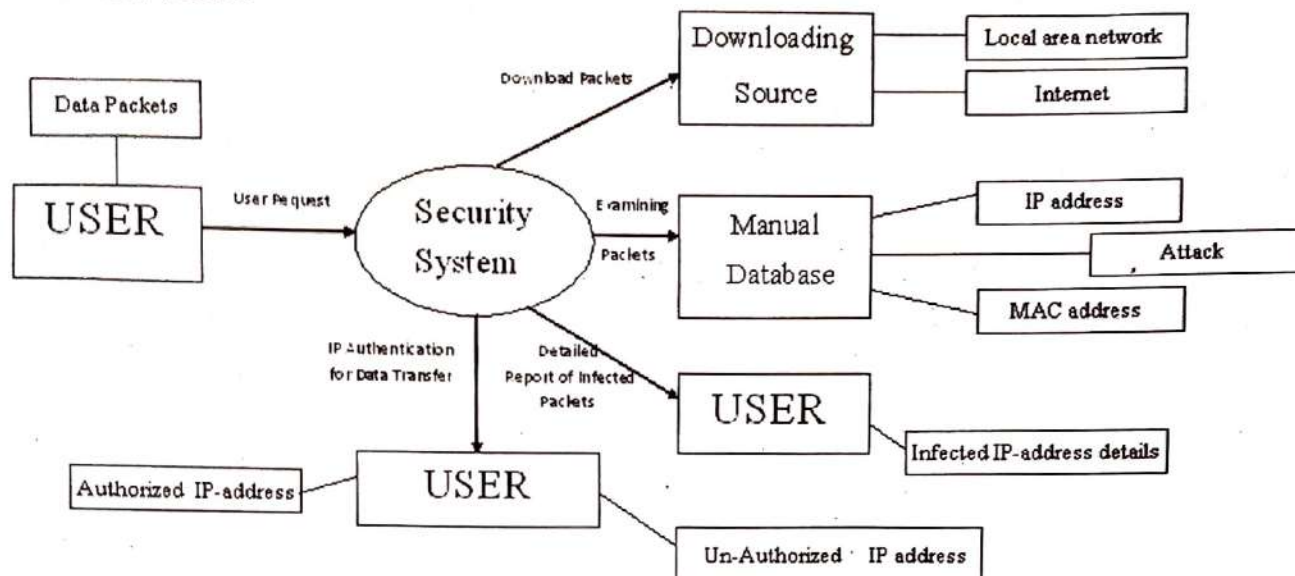 Data Packets
USER
User Request
Security
System
Download Packets
Downloading
Source
Local area network
Internet
Examining
Packets
Manual
Database
IP address
Attack
MAC address
IP Authentication
for Data Transfer
Detailed
Report of Infected
Packets
USER
Infected IP-address details
USER
Authorized IP-address
Un-Authorized IP address